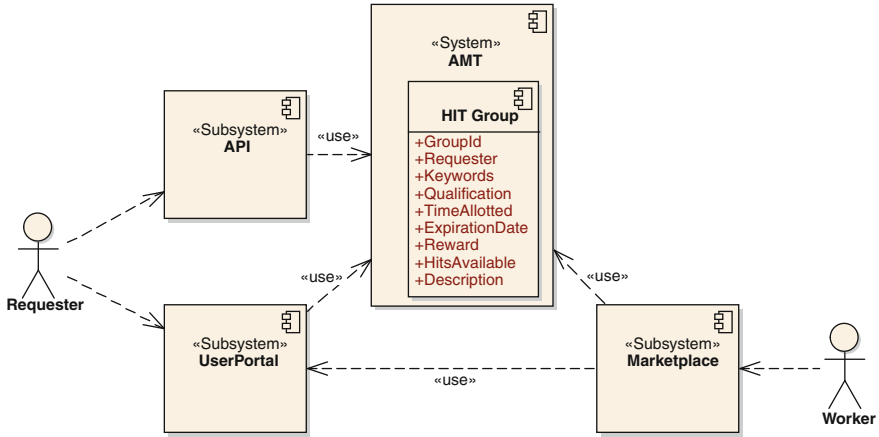 «System»
AMT
HIT Group
+GroupId
+Requester
+Keywords
+Qualification
+TimeAllotted
+ExpirationDate
+Reward
+HitsAvailable
+Description
«Subsystem»
API
«use»
Requester
«use»
«use»
«Subsystem»
UserPortal
«use»
«Subsystem»
Marketplace
Worker